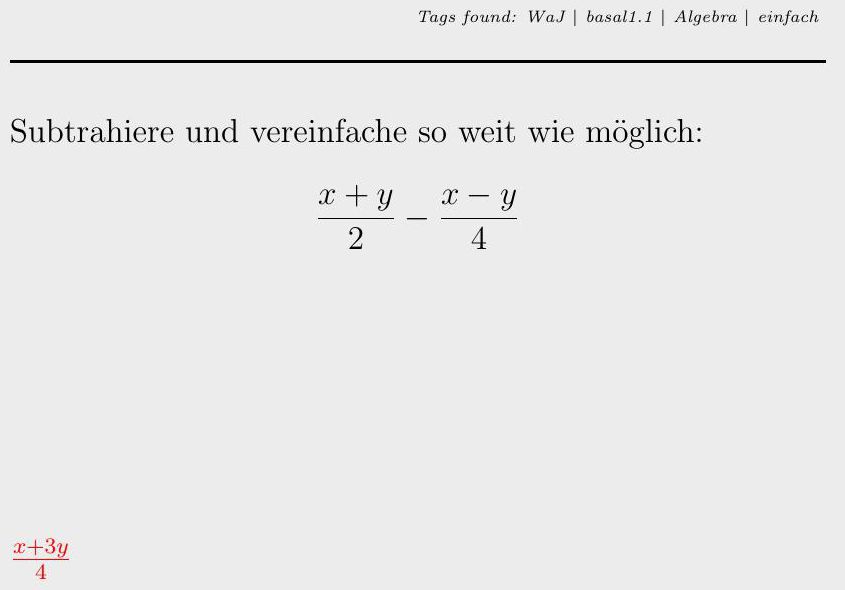 Tags found: WaJ | basal1.1 | Algebra | einfach
Subtrahiere und vereinfache so weit wie möglich:
\frac{x+y}{2} - \frac{x-y}{4}
\frac{x+3y}{4}